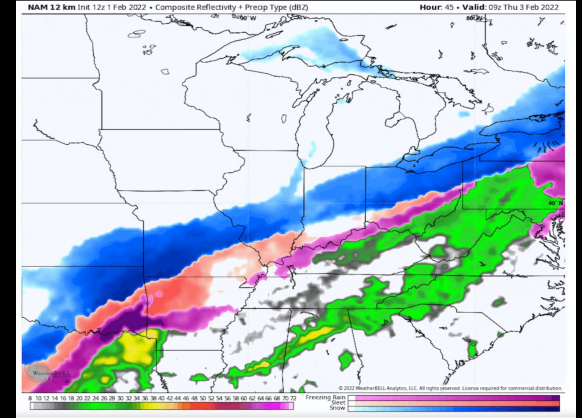 NAM 12 km Init 12z 1 Feb 2022 • Composite Reflectivity + Precip Type (dBZ) Hour: 45 • Valid: 09z Thu 3 Feb 2022
90°W 80°W
40°N
WeatherBELL
© 2022 WeatherBELL Analytics, LLC. All rights reserved. License required for commercial distribution.
8 10 12 14 16 18 20 22 24 26 28 30 32 34 36 38 40 42 44 46 48 50 52 54 56 58 60 62 64 66 68 70 72
Freezing Rain
Sleet
Snow